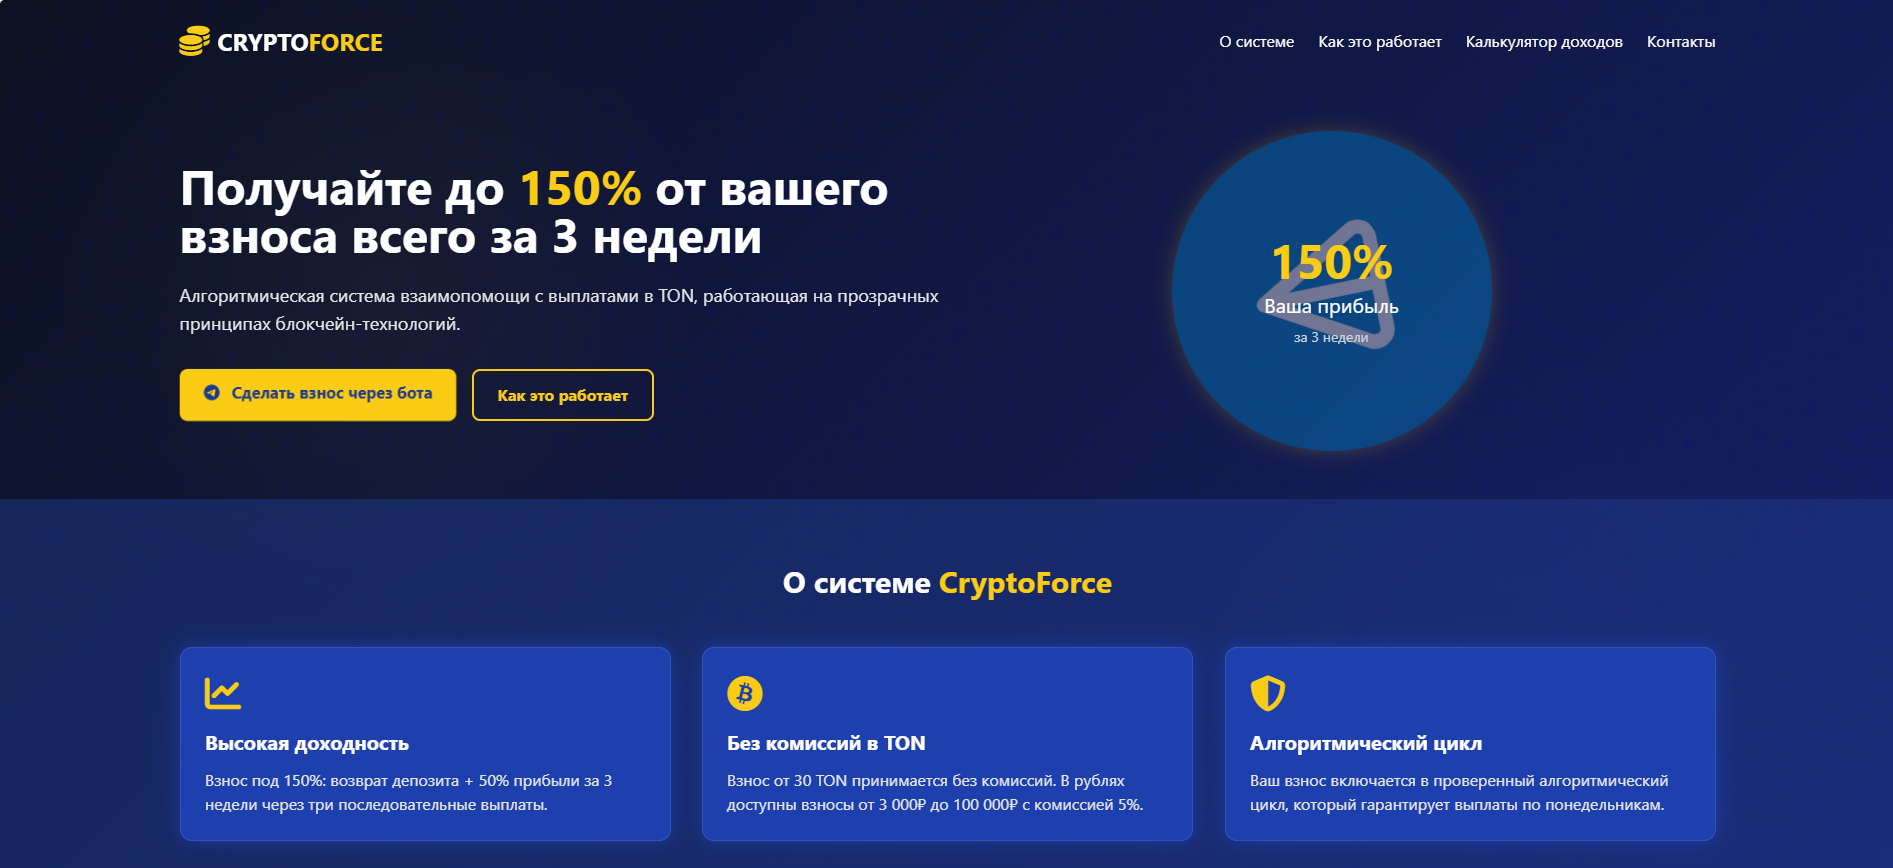 CRYPTOFORCE
О системе Как это работает Калькулятор доходов Контакты
Получайте до 150% от вашего
взноса всего за 3 недели
Алгоритмическая система взаимопомощи с выплатами в TON, работающая на прозрачных
принципах блокчейн-технологий.
Сделать взнос через бота
Как это работает
150%
Ваша прибыль
за 3 недели
О системе CryptoForce
Высокая доходность
Взнос под 150%: возврат депозита + 50% прибыли за 3
недели через три последовательные выплаты.
Без комиссий в TON
Взнос от 30 TON принимается без комиссий. В рублях
доступны взносы от 3 000₽ до 100 000₽ с комиссией 5%.
Алгоритмический цикл
Ваш взнос включается в проверенный алгоритмический
цикл, который гарантирует выплаты по понедельникам.